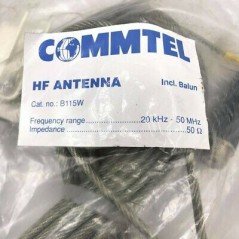 COMMTEL
HF ANTENNA Incl. Balun
Cat. no.: B115W
Frequency range ................ 20 kHz - 50 MHz
Impedance ........................................ 50 Ω